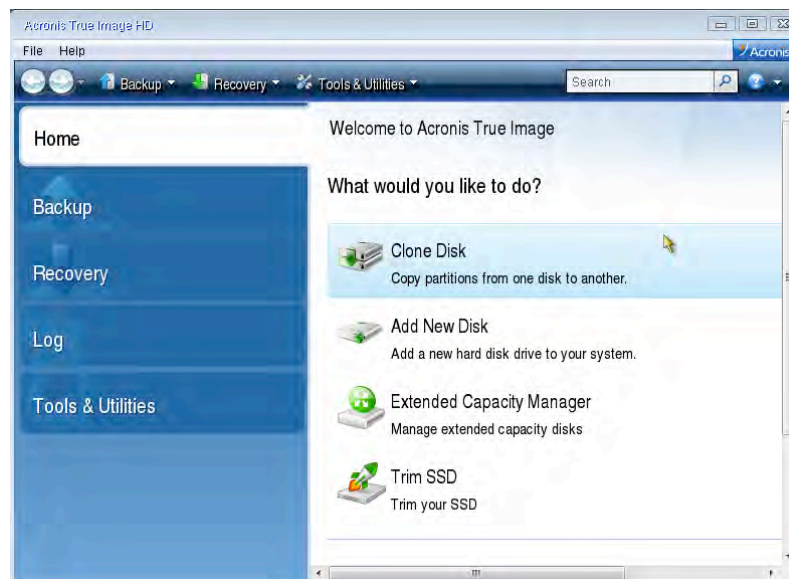 Acronis True Image HD
File Help
Acronis
Backup Recovery Tools & Utilities Search
Home
Backup
Recovery
Log
Tools & Utilities
Welcome to Acronis True Image
What would you like to do?
Clone Disk
Copy partitions from one disk to another.
Add New Disk
Add a new hard disk drive to your system.
Extended Capacity Manager
Manage extended capacity disks
Trim SSD
Trim your SSD